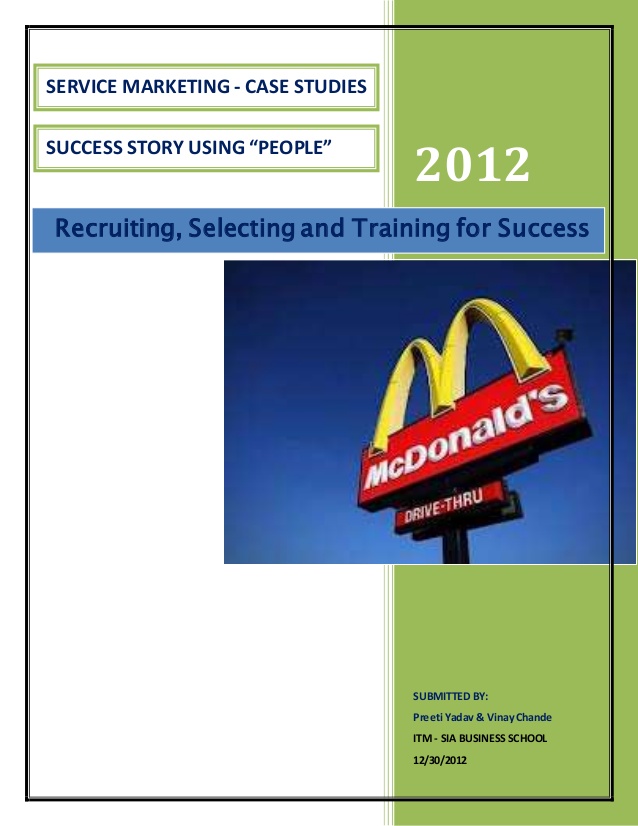 SERVICE MARKETING - CASE STUDIES
SUCCESS STORY USING “PEOPLE”
2012
Recruiting, Selecting and Training for Success
McDonald's
DRIVE-THRU
SUBMITTED BY:
Preeti Yadav & Vinay Chande
ITM - SIA BUSINESS SCHOOL
12/30/2012